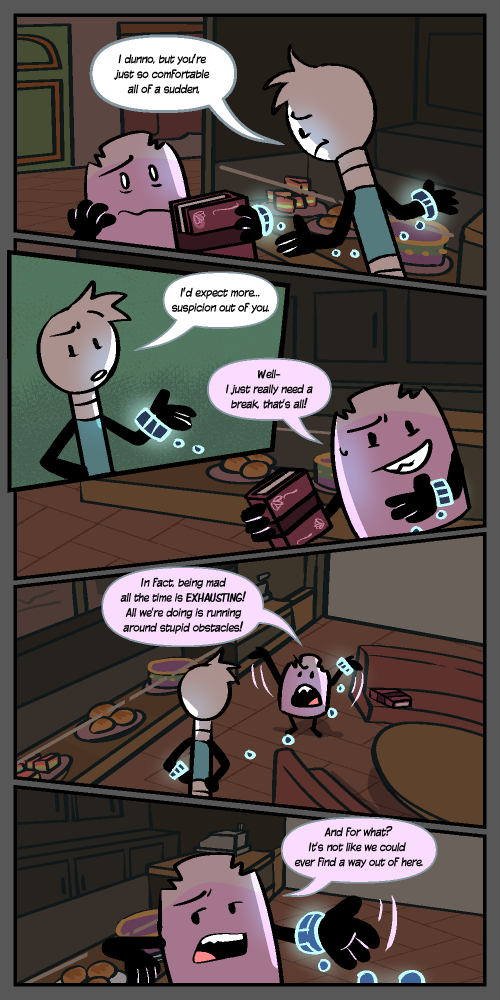 I dunno, but you're
just so comfortable
all of a sudden.
I'd expect more...
suspicion out of you.
Well-
I just really need a
break, that's all!
In fact, being mad
all the time is EXHAUSTING!
All we're doing is running
around stupid obstacles!
And for what?
It's not like we could
ever find a way out of here.